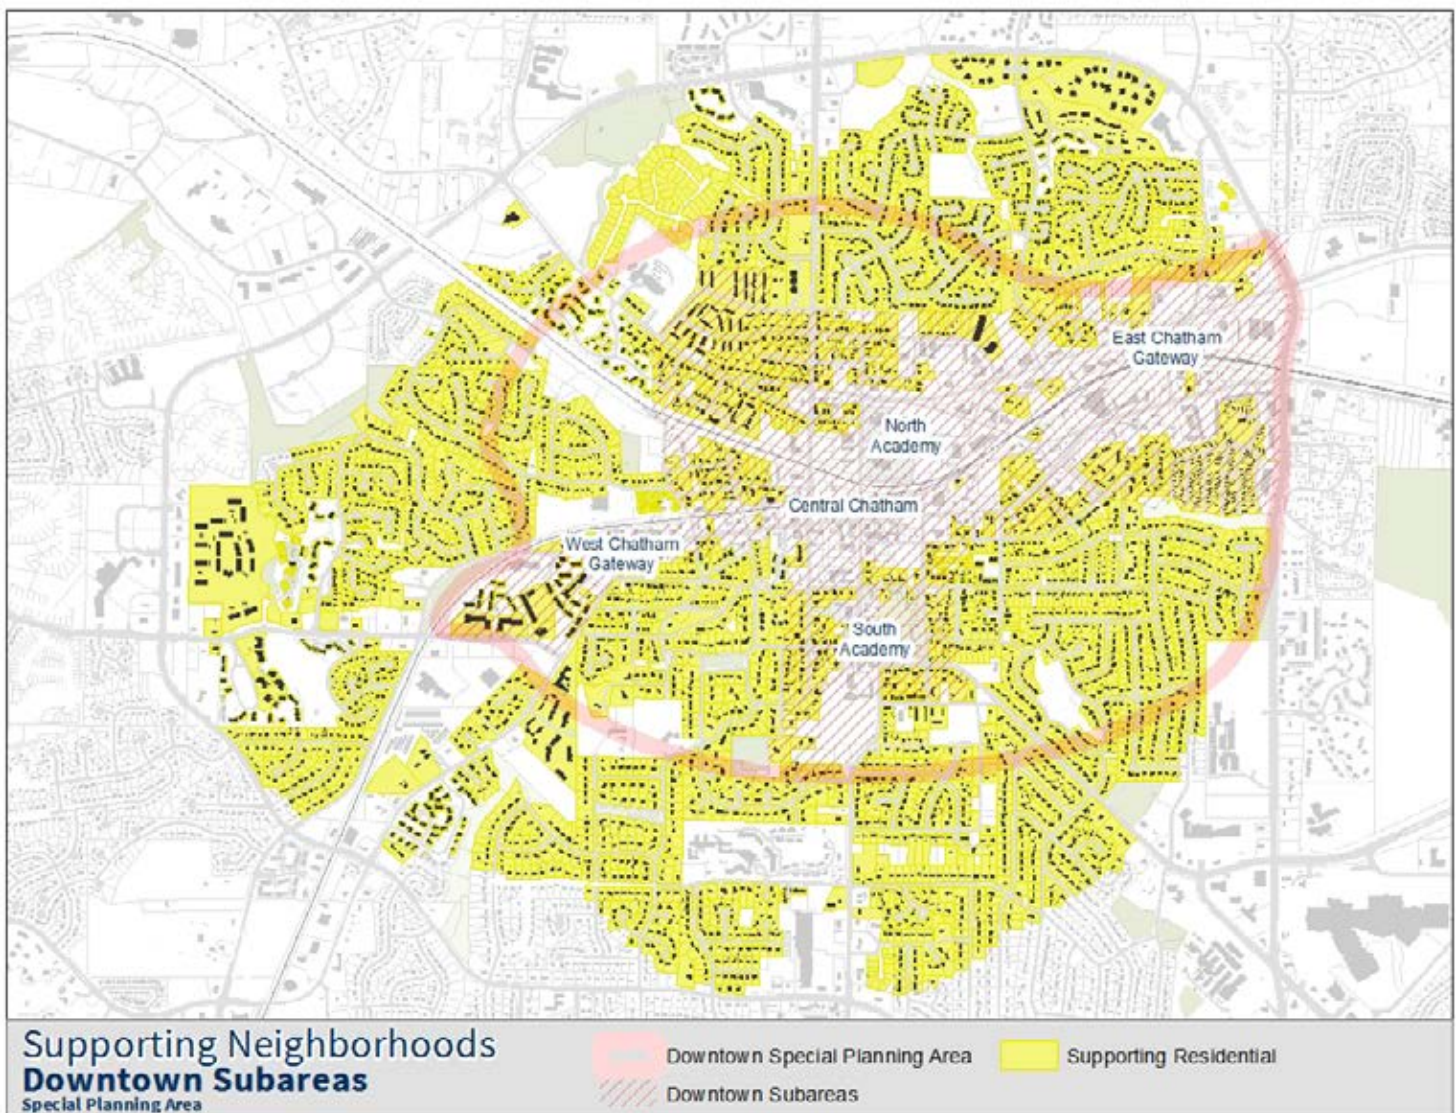 East Chatham
Gateway
North
Academy
Central Chatham
West Chatham
Gateway
South
Academy
Supporting Neighborhoods
Downtown Subareas
Special Planning Area
Downtown Special Planning Area
Supporting Residential
Downtown Subareas